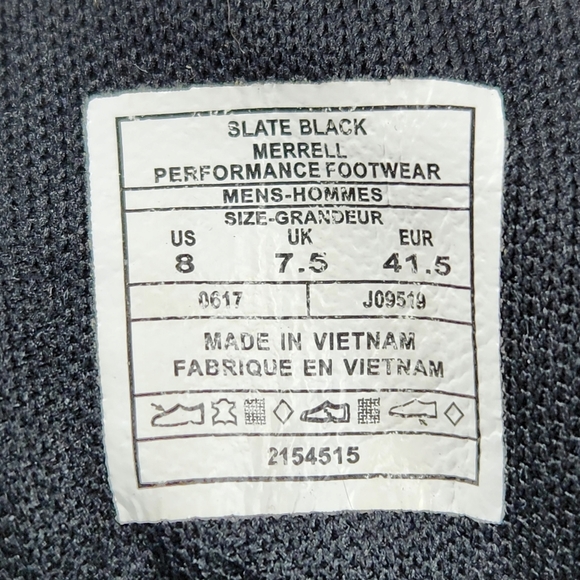 SLATE BLACK
MERRELL
PERFORMANCE FOOTWEAR
MENS-HOMMES
SIZE-GRANDEUR
US UK EUR
8 7.5 41.5
0617 J09519
MADE IN VIETNAM
FABRIQUE EN VIETNAM
2154515